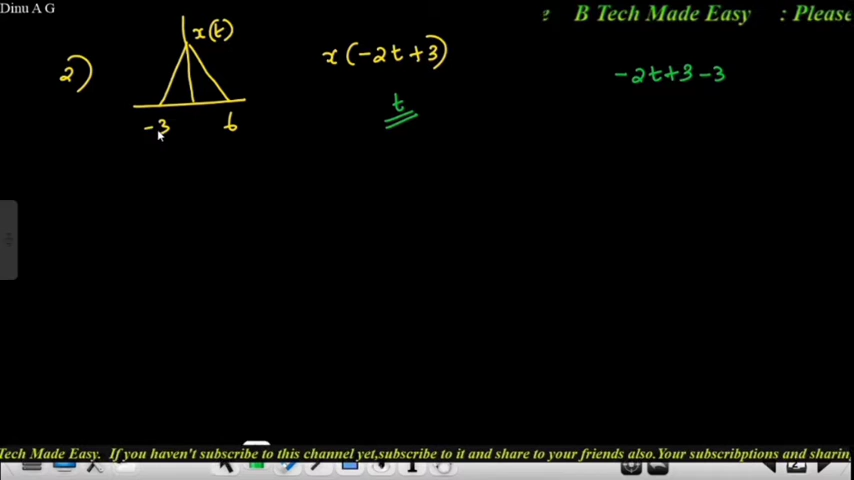 Dinu A G
B Tech Made Easy : Please
2) x(t) x(-2t+3) -2t+3-3
t
-3 6
Tech Made Easy. If you haven't subscribe to this channel yet,subscribe to it and share to your friends also.Your subscribptions and sharin